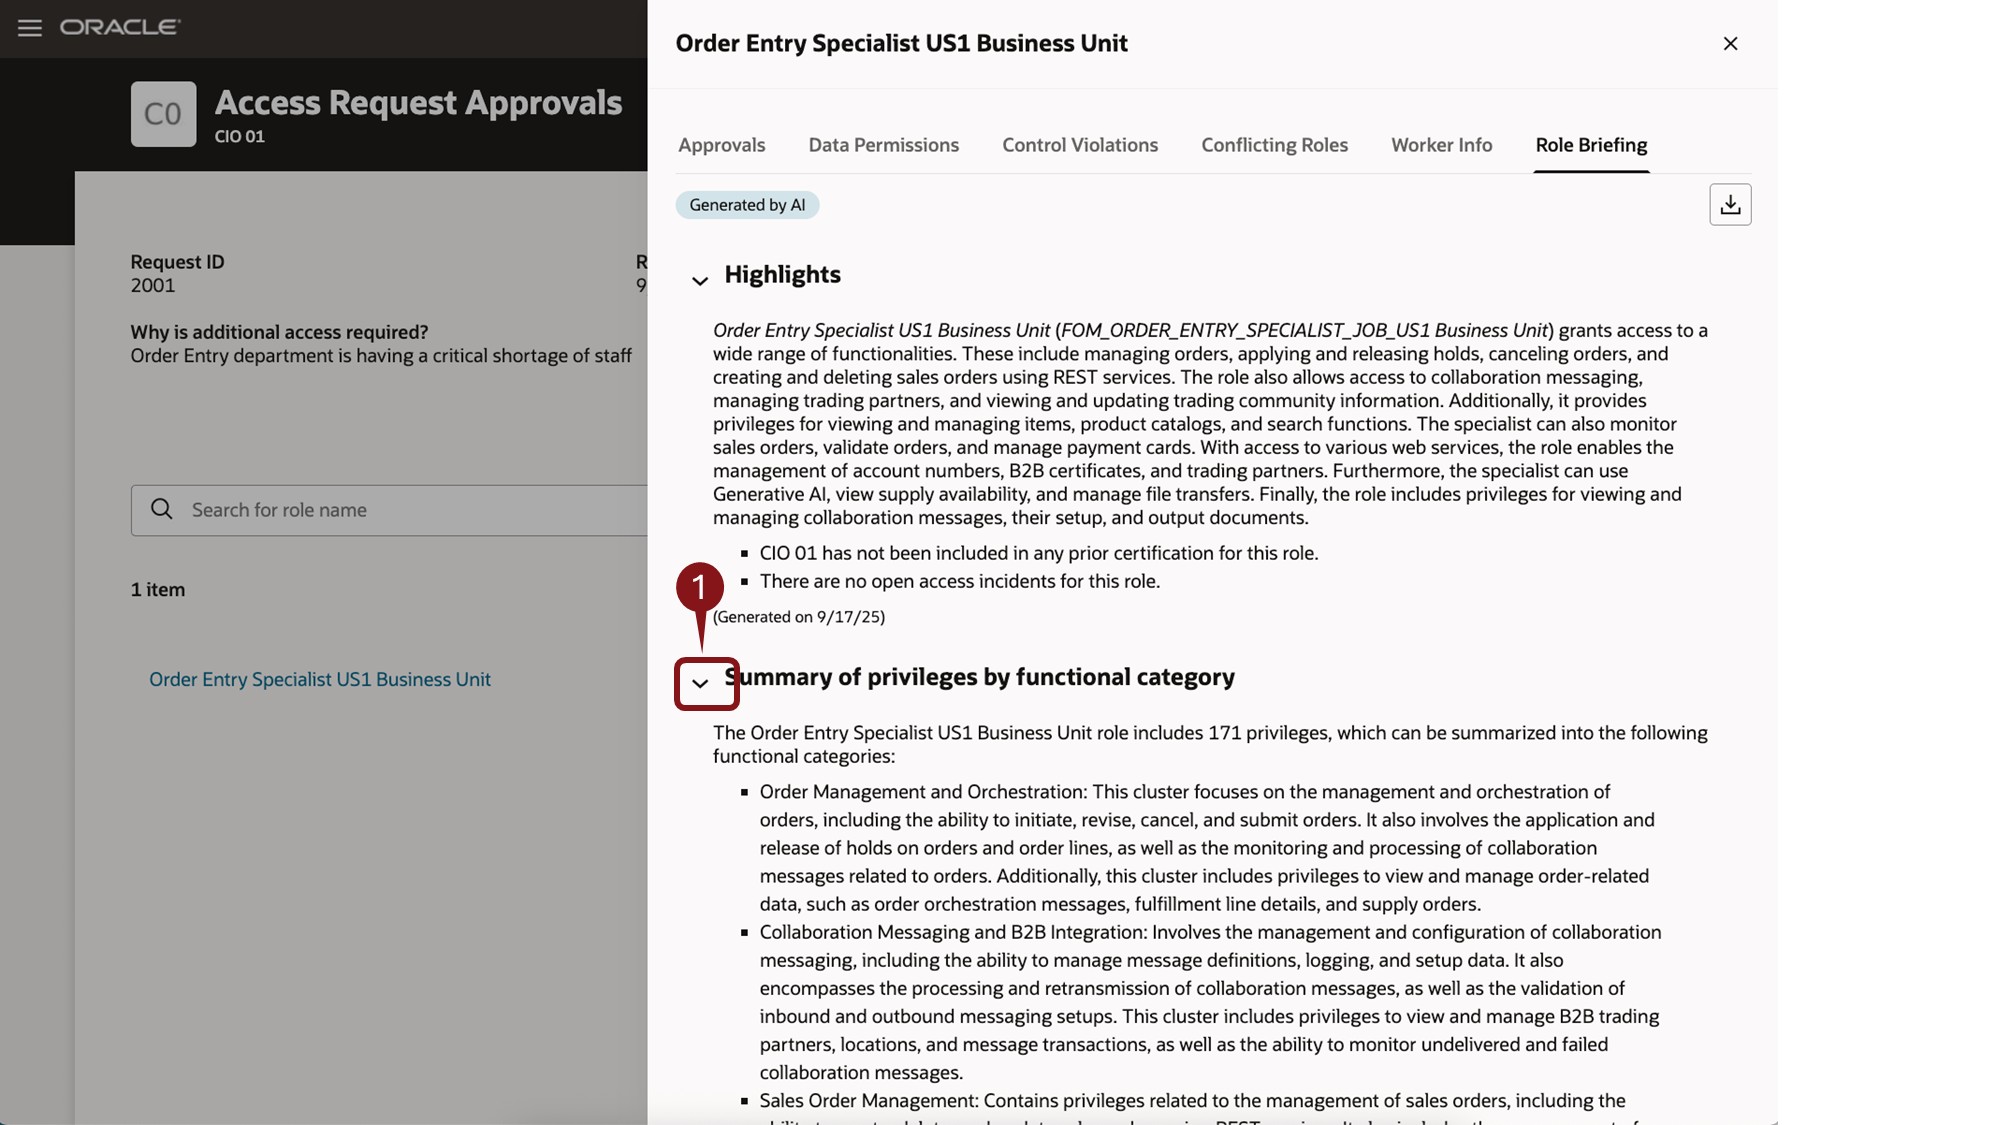 ORACLE
C0
Access Request Approvals
CIO 01
Request ID
2001
R
9
Why is additional access required?
Order Entry department is having a critical shortage of staff
Search for role name
1 item
Order Entry Specialist US1 Business Unit
Order Entry Specialist US1 Business Unit
Approvals
Data Permissions
Control Violations
Conflicting Roles
Worker Info
Role Briefing
Generated by AI
Highlights
Order Entry Specialist US1 Business Unit (FOM_ORDER_ENTRY_SPECIALIST_JOB_US1 Business Unit) grants access to a
wide range of functionalities. These include managing orders, applying and releasing holds, canceling orders, and
creating and deleting sales orders using REST services. The role also allows access to collaboration messaging,
managing trading partners, and viewing and updating trading community information. Additionally, it provides
privileges for viewing and managing items, product catalogs, and search functions. The specialist can also monitor
sales orders, validate orders, and manage payment cards. With access to various web services, the role enables the
management of account numbers, B2B certificates, and trading partners. Furthermore, the specialist can use
Generative AI, view supply availability, and manage file transfers. Finally, the role includes privileges for viewing and
managing collaboration messages, their setup, and output documents.
▪ CIO 01 has not been included in any prior certification for this role.
▪ There are no open access incidents for this role.
1
(Generated on 9/17/25)
Summary of privileges by functional category
The Order Entry Specialist US1 Business Unit role includes 171 privileges, which can be summarized into the following
functional categories:
▪ Order Management and Orchestration: This cluster focuses on the management and orchestration of
orders, including the ability to initiate, revise, cancel, and submit orders. It also involves the application and
release of holds on orders and order lines, as well as the monitoring and processing of collaboration
messages related to orders. Additionally, this cluster includes privileges to view and manage order-related
data, such as order orchestration messages, fulfillment line details, and supply orders.
▪ Collaboration Messaging and B2B Integration: Involves the management and configuration of collaboration
messaging, including the ability to manage message definitions, logging, and setup data. It also
encompasses the processing and retransmission of collaboration messages, as well as the validation of
inbound and outbound messaging setups. This cluster includes privileges to view and manage B2B trading
partners, locations, and message transactions, as well as the ability to monitor undelivered and failed
collaboration messages.
▪ Sales Order Management: Contains privileges related to the management of sales orders, including the